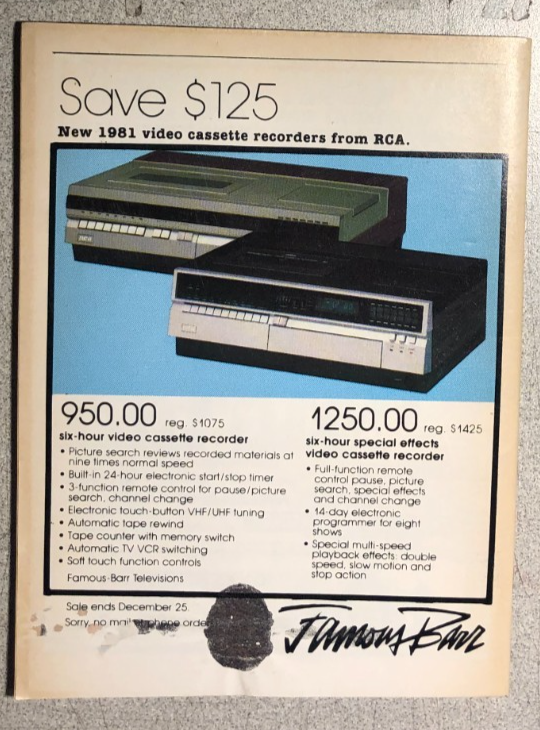 Save $125
New 1981 video cassette recorders from RCA.
RCA
950.00 reg. $1075
six-hour video cassette recorder
• Picture search reviews recorded materials at
nine times normal speed
• Built-in 24-hour electronic start/stop timer
• 3-function remote control for pause/picture
search, channel change
• Electronic touch-button VHF/UHF tuning
• Automatic tape rewind
• Tape counter with memory switch
• Automatic TV VCR switching
• Soft touch function controls
Famous-Barr Televisions
1250.00 reg. $1425
six-hour special effects
video cassette recorder
• Full-function remote
control pause, picture
search, special effects
and channel change
• 14-day electronic
programmer for eight
shows
• Special multi-speed
playback effects: double
speed, slow motion and
stop action
Sale ends December 25.
Sorry, no mail
Famous Barr